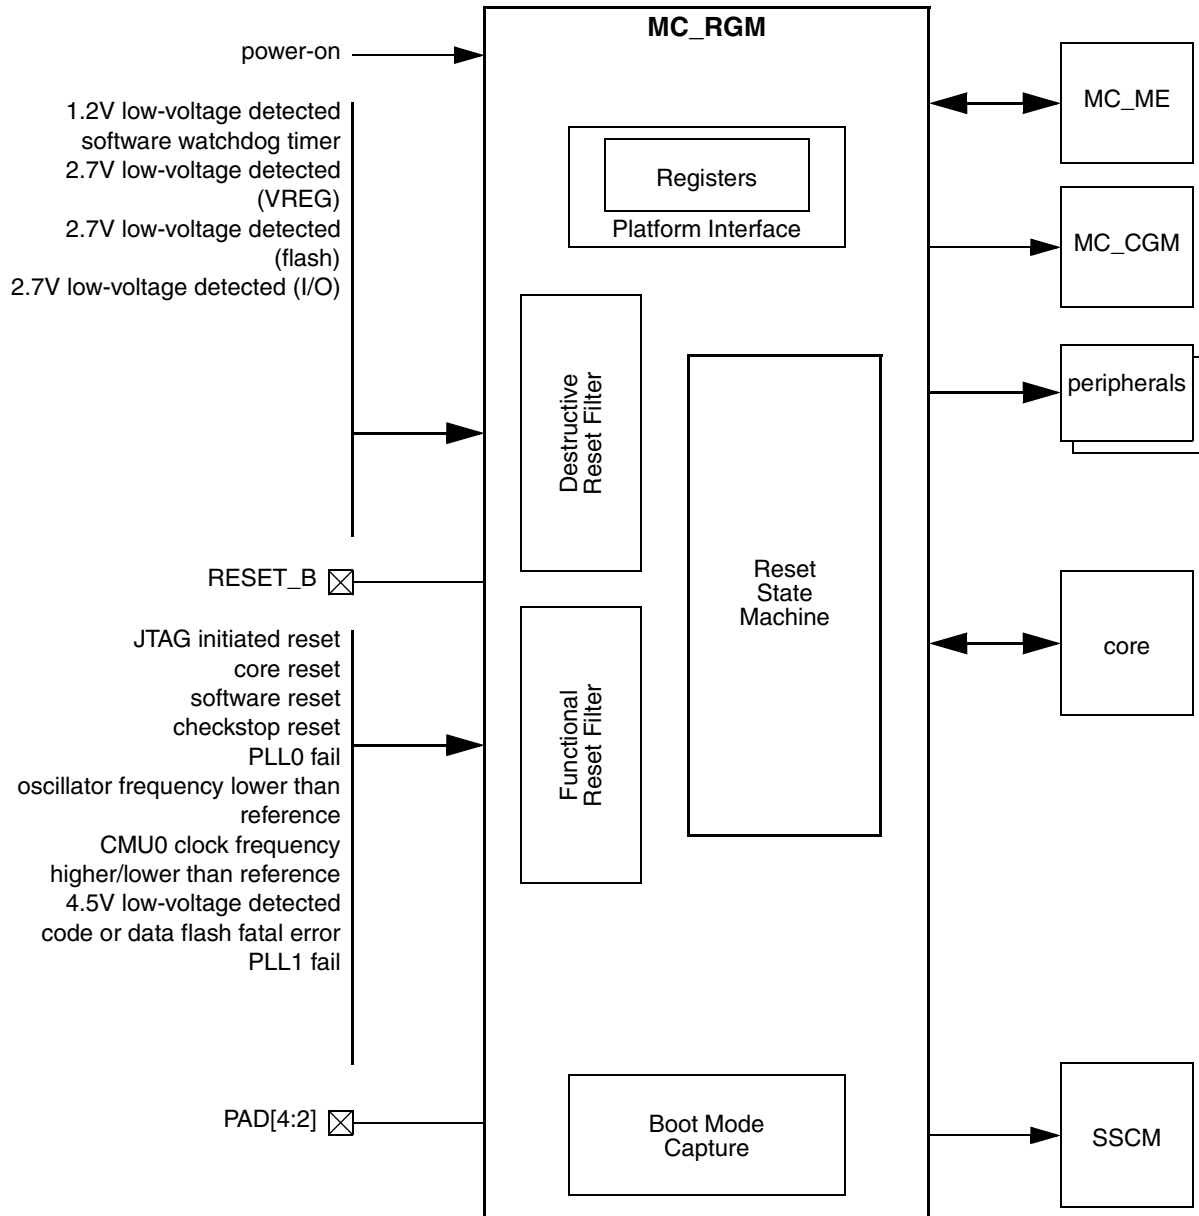 MC_RGM
power-on
1.2V low-voltage detected
software watchdog timer
2.7V low-voltage detected
(VREG)
2.7V low-voltage detected
(flash)
2.7V low-voltage detected (I/O)
RESET_B
JTAG initiated reset
core reset
software reset
checkstop reset
PLL0 fail
oscillator frequency lower than
reference
CMU0 clock frequency
higher/lower than reference
4.5V low-voltage detected
code or data flash fatal error
PLL1 fail
PAD[4:2]
Registers
Platform Interface
Destructive
Reset Filter
Functional
Reset Filter
Reset
State
Machine
Boot Mode
Capture
MC_ME
MC_CGM
peripherals
core
SSCM